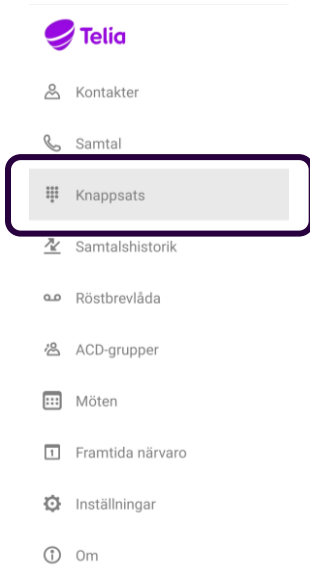 Telia
Kontakter
Samtal
Knappsats
Samtalshistorik
Röstbrevlåda
ACD-grupper
Möten
Framtida närvaro
Inställningar
Om